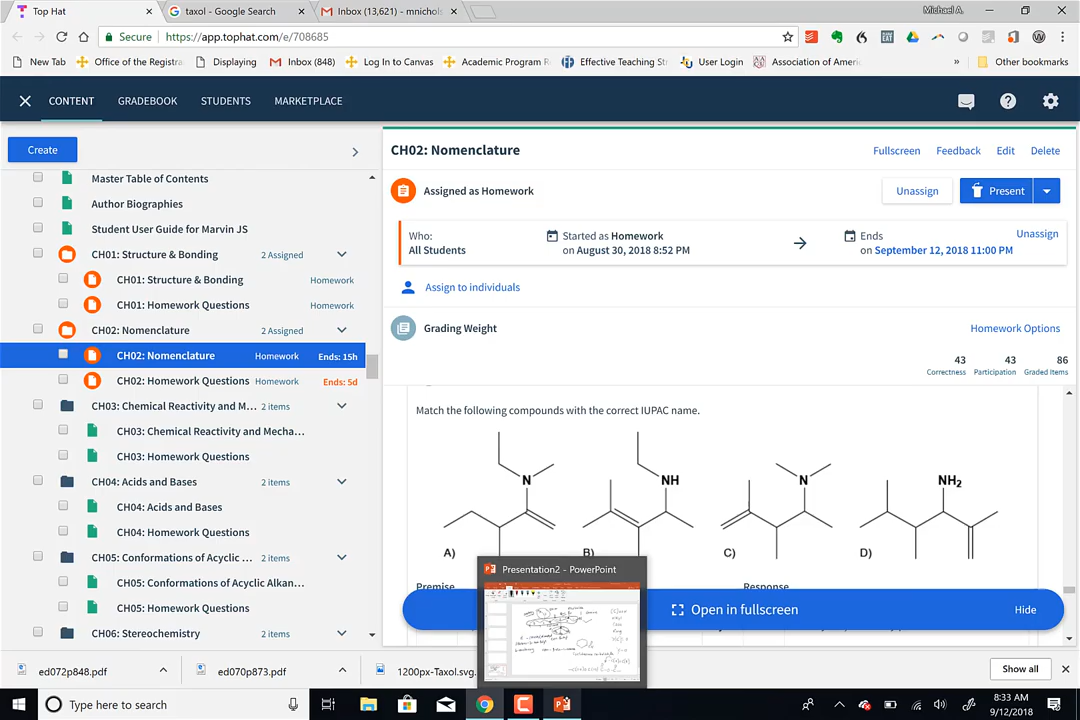 Top Hat
taxol - Google Search
Inbox (13,621) - mnichols
Michael A.
Secure
https://app.tophat.com/e/708685
New Tab
Office of the Registra
Displaying
Inbox (848)
Log In to Canvas
Academic Program R
Effective Teaching Str
User Login
Association of Ameri
»
Other bookmarks
CONTENT
GRADEBOOK
STUDENTS
MARKETPLACE
Create
Master Table of Contents
Author Biographies
Student User Guide for Marvin JS
CH01: Structure & Bonding 2 Assigned
CH01: Structure & Bonding Homework
CH01: Homework Questions Homework
CH02: Nomenclature 2 Assigned
CH02: Nomenclature Homework Ends: 15h
CH02: Homework Questions Homework Ends: 5d
CH03: Chemical Reactivity and M... 2 items
CH03: Chemical Reactivity and Mecha...
CH03: Homework Questions
CH04: Acids and Bases 2 items
CH04: Acids and Bases
CH04: Homework Questions
CH05: Conformations of Acyclic ... 2 items
CH05: Conformations of Acyclic Alkan...
CH05: Homework Questions
CH06: Stereochemistry 2 items
CH02: Nomenclature
Fullscreen Feedback Edit Delete
Assigned as Homework
Unassign
Present
Who:
All Students
Started as Homework
on August 30, 2018 8:52 PM
Ends
on September 12, 2018 11:00 PM
Unassign
Assign to individuals
Grading Weight
Homework Options
43 43 86
Correctness Participation Graded Items
Match the following compounds with the correct IUPAC name.
N NH N NH2
A) B) C) D)
Premise Response
Presentation2 - PowerPoint
Open in fullscreen
Hide
ed072p848.pdf
ed070p873.pdf
1200px-Taxol.svg.
Show all
Type here to search
8:33 AM
9/12/2018